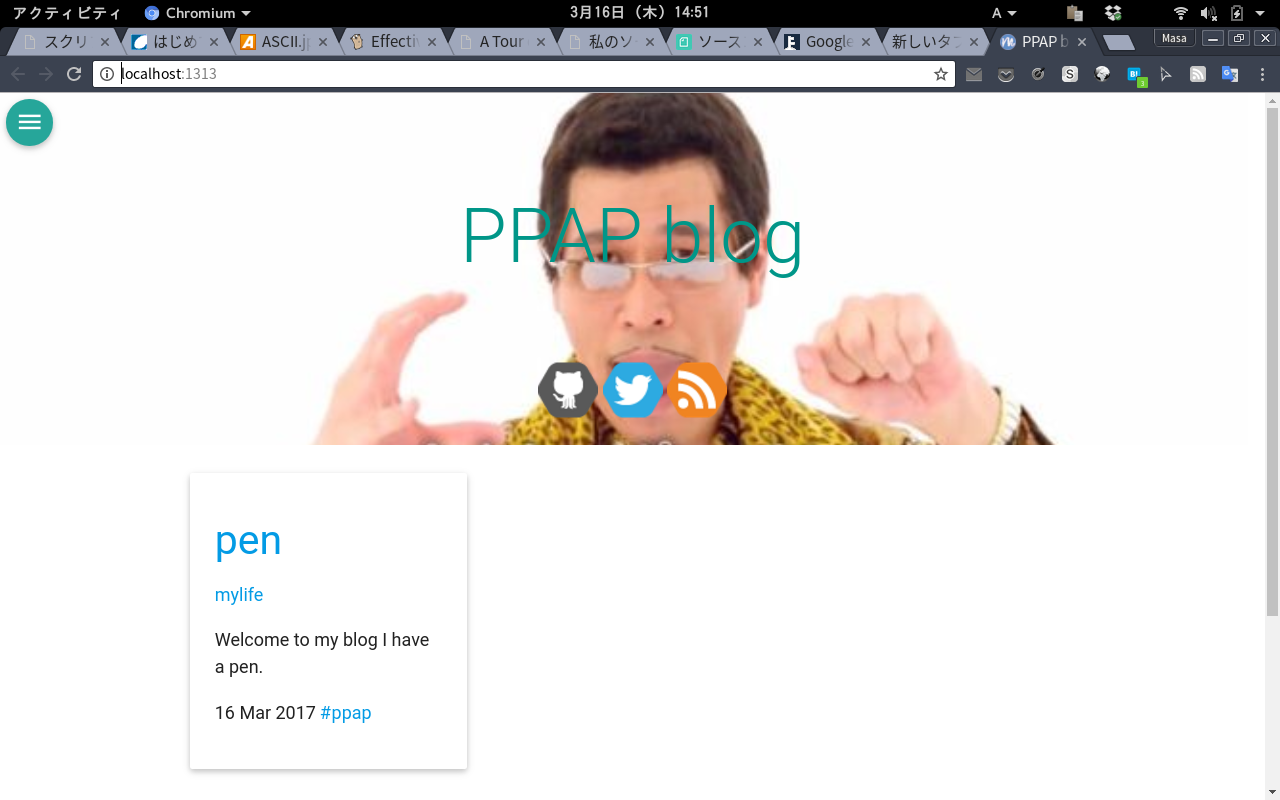 アクティビティ Chromium 3月16日 (木) 14:51 A
スクリ はじめ ASCII.j Effecti A Tour 私のソ ソース Google 新しいタブ PPAP b Masa
localhost:1313
PPAP blog
pen
mylife
Welcome to my blog I have
a pen.
16 Mar 2017 #ppap